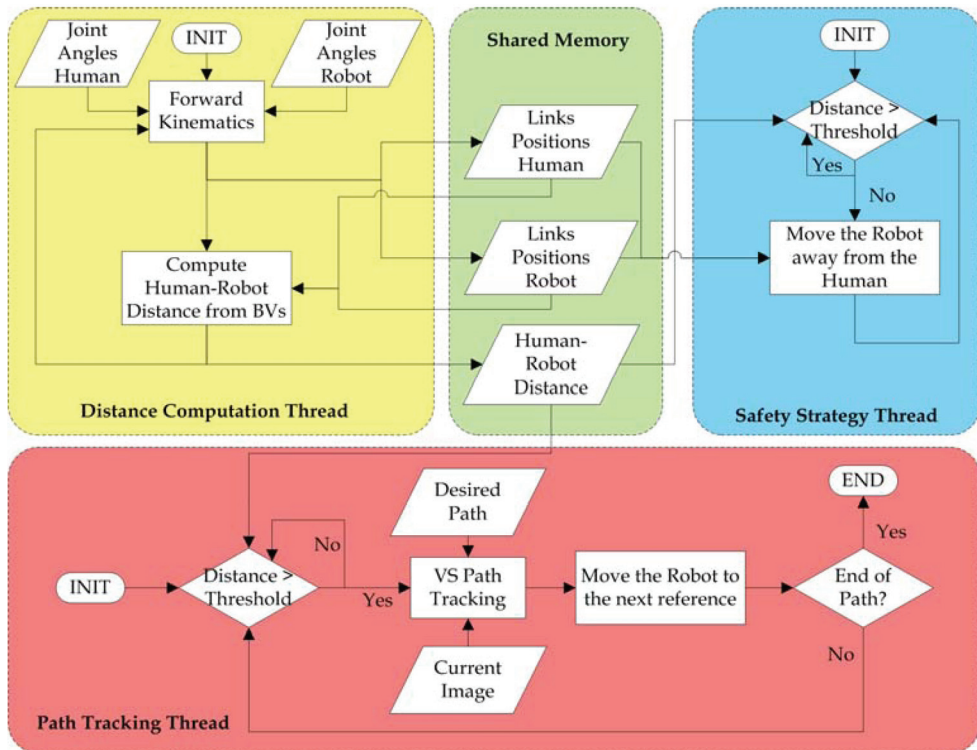 Joint
Angles
Human
INIT
Joint
Angles
Robot
Forward
Kinematics
Compute
Human-Robot
Distance from BVs
Distance Computation Thread
Shared Memory
Links
Positions
Human
Links
Positions
Robot
Human-
Robot
Distance
INIT
Distance >
Threshold
Yes
No
Move the Robot
away from the
Human
Safety Strategy Thread
INIT
Distance >
Threshold
No
Yes
Desired
Path
VS Path
Tracking
Current
Image
Move the Robot to
the next reference
End of
Path?
Yes
END
No
Path Tracking Thread